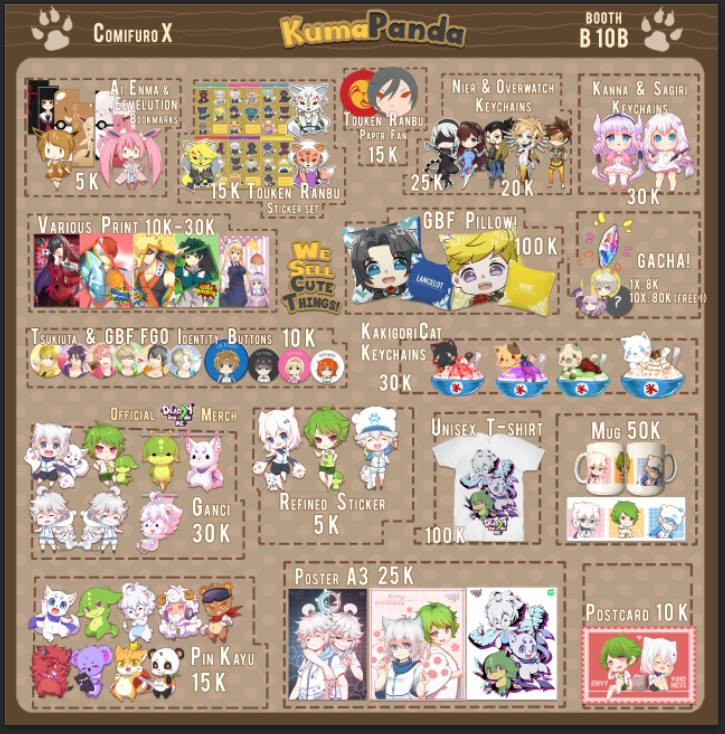 Comifuro X
KumaPanda
BOOTH
B 10B
Ai Enma &
Eevelution
Bookmarks
5K
15K Touken Ranbu
Sticker set
Touken Ranbu
Paper Fan
15K
Nier & Overwatch
Keychains
25K
20K
Kanna & Sagiri
Keychains
30K
Various Print 10K-30K
We
Sell
Cute
Things!
GBF Pillow!
100K
LANCELOT
GACHA!
1X: 8K
10X: 80K (FREE 1)
Tsukiuta & GBF FGO Identity Buttons 10K
KakigoriCat
Keychains
30K
Official
Merch
Ganci
30K
Refined Sticker
5K
Unisex T-shirt
100K
Mug 50K
Pin Kayu
15K
Poster A3 25K
Postcard 10K
ENVY
KIND
NESS